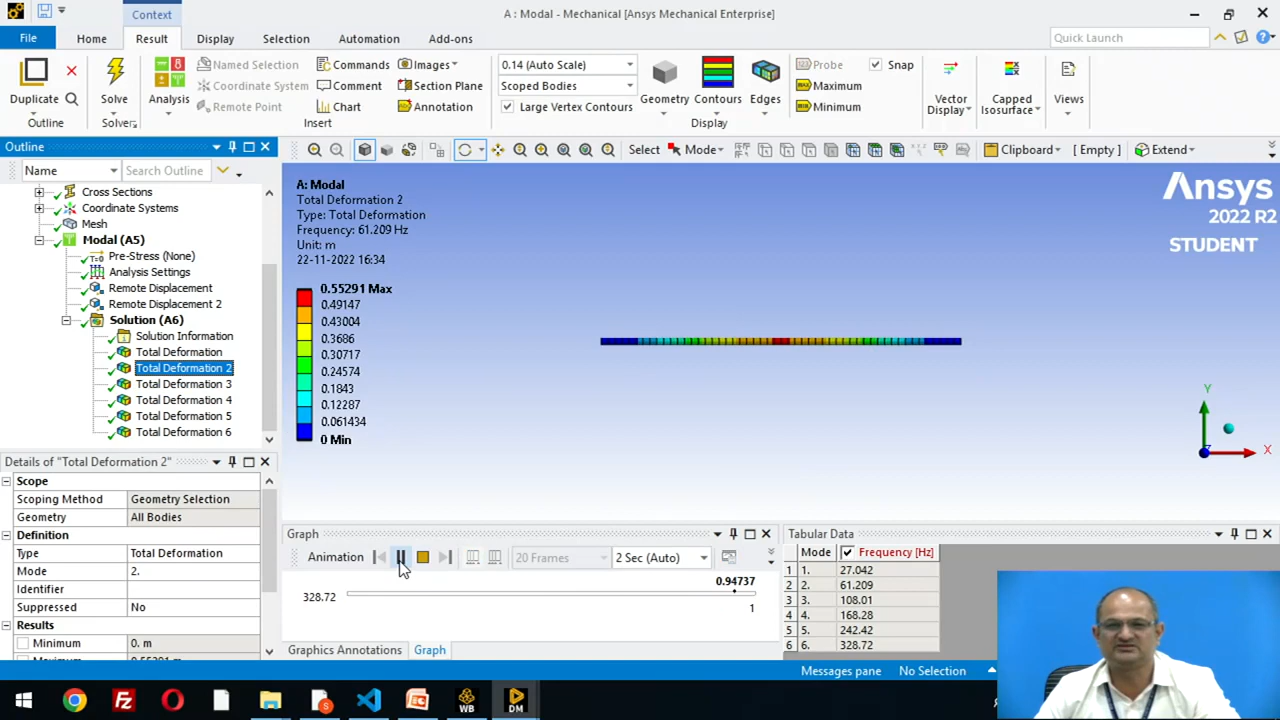 Context
A : Modal - Mechanical [Ansys Mechanical Enterprise]
File
Home
Result
Display
Selection
Automation
Add-ons
Quick Launch
Duplicate
Outline
Solve
Solver
Analysis
Named Selection
Coordinate System
Remote Point
Commands
Comment
Chart
Images
Section Plane
Annotation
Insert
0.14 (Auto Scale)
Scoped Bodies
Large Vertex Contours
Geometry
Contours
Edges
Display
Probe
Snap
Maximum
Minimum
Vector
Display
Capped
Isosurface
Views
Outline
Name
Search Outline
Select
Mode
Clipboard
[ Empty ]
Extend
Cross Sections
Coordinate Systems
Mesh
Modal (A5)
Pre-Stress (None)
Analysis Settings
Remote Displacement
Remote Displacement 2
Solution (A6)
Solution Information
Total Deformation
Total Deformation 2
Total Deformation 3
Total Deformation 4
Total Deformation 5
Total Deformation 6
A: Modal
Total Deformation 2
Type: Total Deformation
Frequency: 61.209 Hz
Unit: m
22-11-2022 16:34
0.55291 Max
0.49147
0.43004
0.3686
0.30717
0.24574
0.1843
0.12287
0.061434
0 Min
Ansys
2022 R2
STUDENT
Y
X
Details of "Total Deformation 2"
Scope
Scoping Method Geometry Selection
Geometry All Bodies
Definition
Type Total Deformation
Mode 2.
Identifier
Suppressed No
Results
Minimum 0. m
Graph
Animation
20 Frames
2 Sec (Auto)
0.94737
328.72
1
Graphics Annotations
Graph
Tabular Data
Mode Frequency [Hz]
1 1. 27.042
2 2. 61.209
3 3. 108.01
4 4. 168.28
5 5. 242.42
6 6. 328.72
Messages pane
No Selection
WB
DM